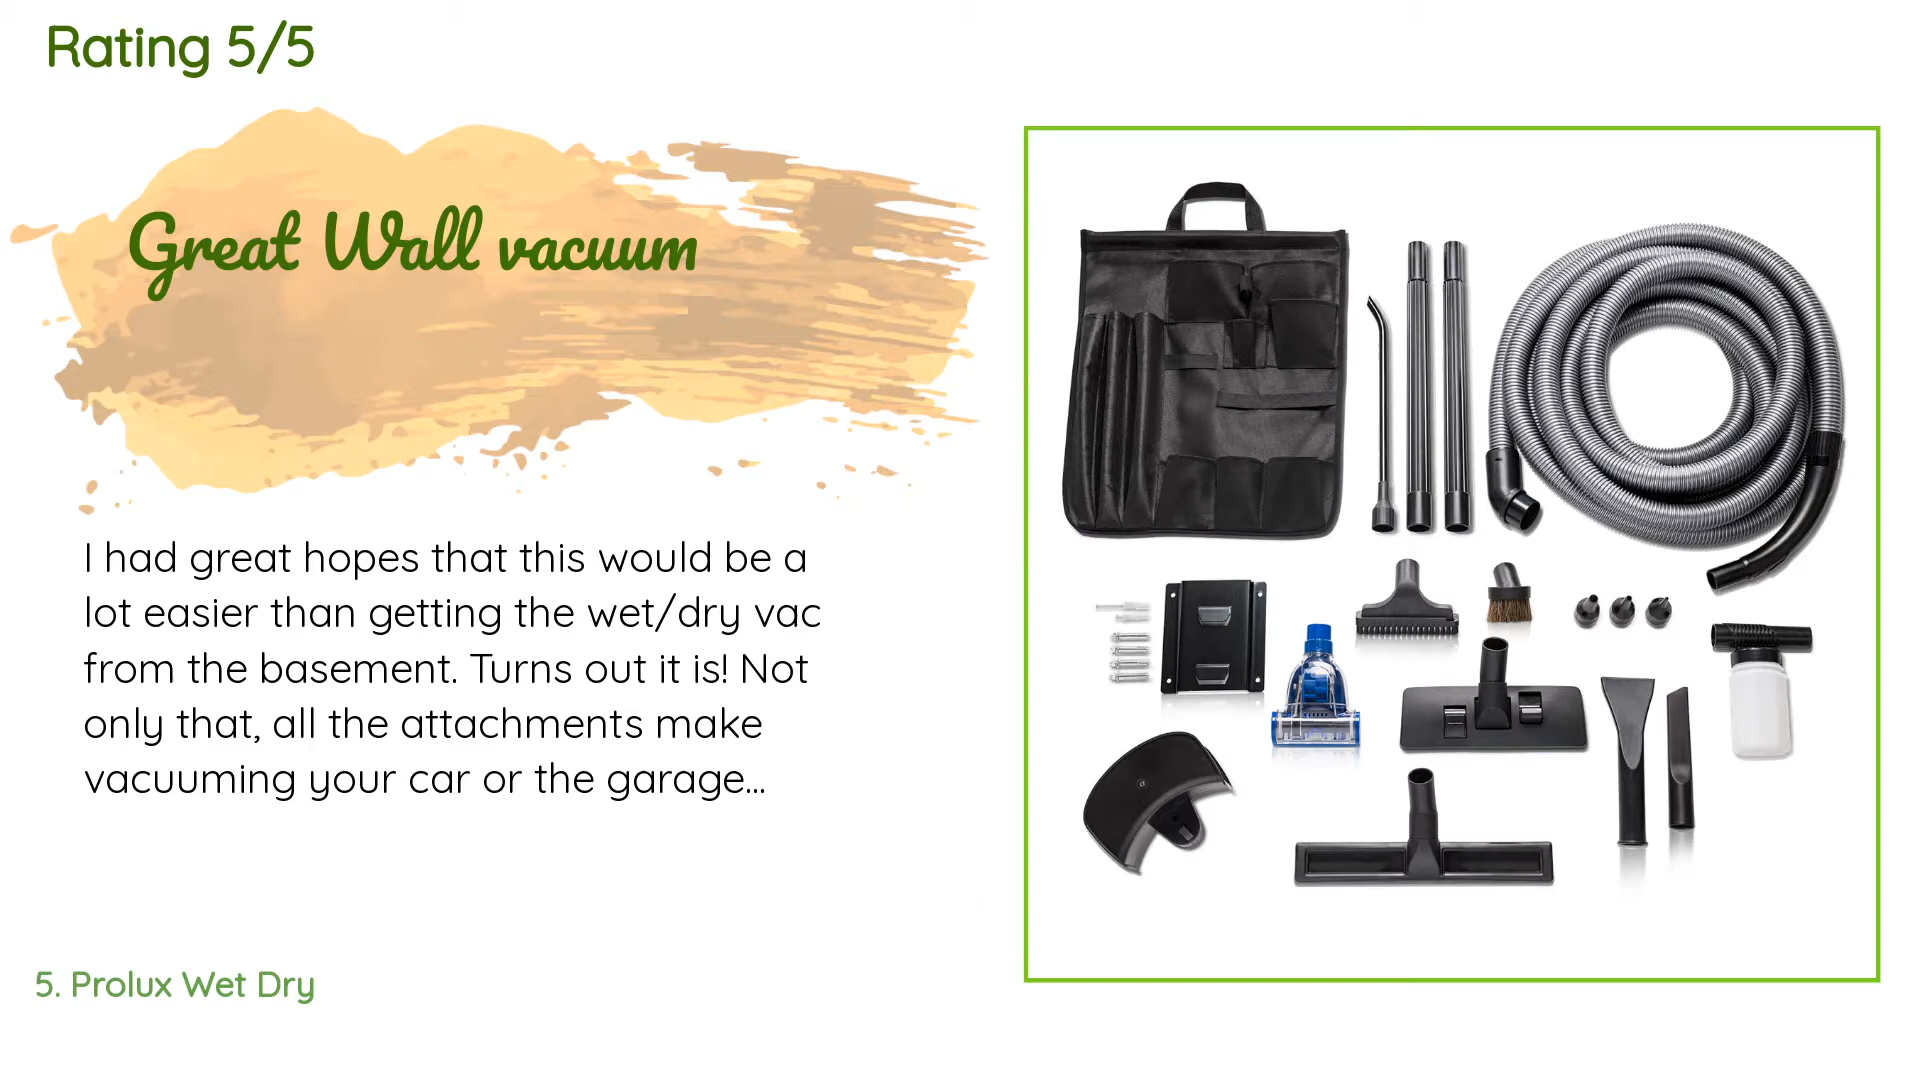 Rating 5/5
Great Wall vacuum
I had great hopes that this would be a
lot easier than getting the wet/dry vac
from the basement. Turns out it is! Not
only that, all the attachments make
vacuuming your car or the garage...
5. Prolux Wet Dry